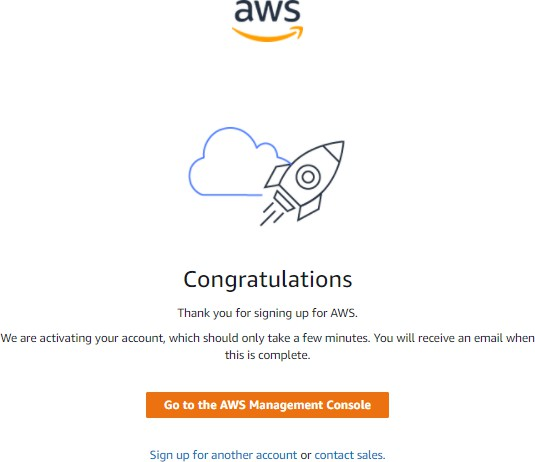 aws
Congratulations
Thank you for signing up for AWS.
We are activating your account, which should only take a few minutes. You will receive an email when
this is complete.
Go to the AWS Management Console
Sign up for another account or contact sales.